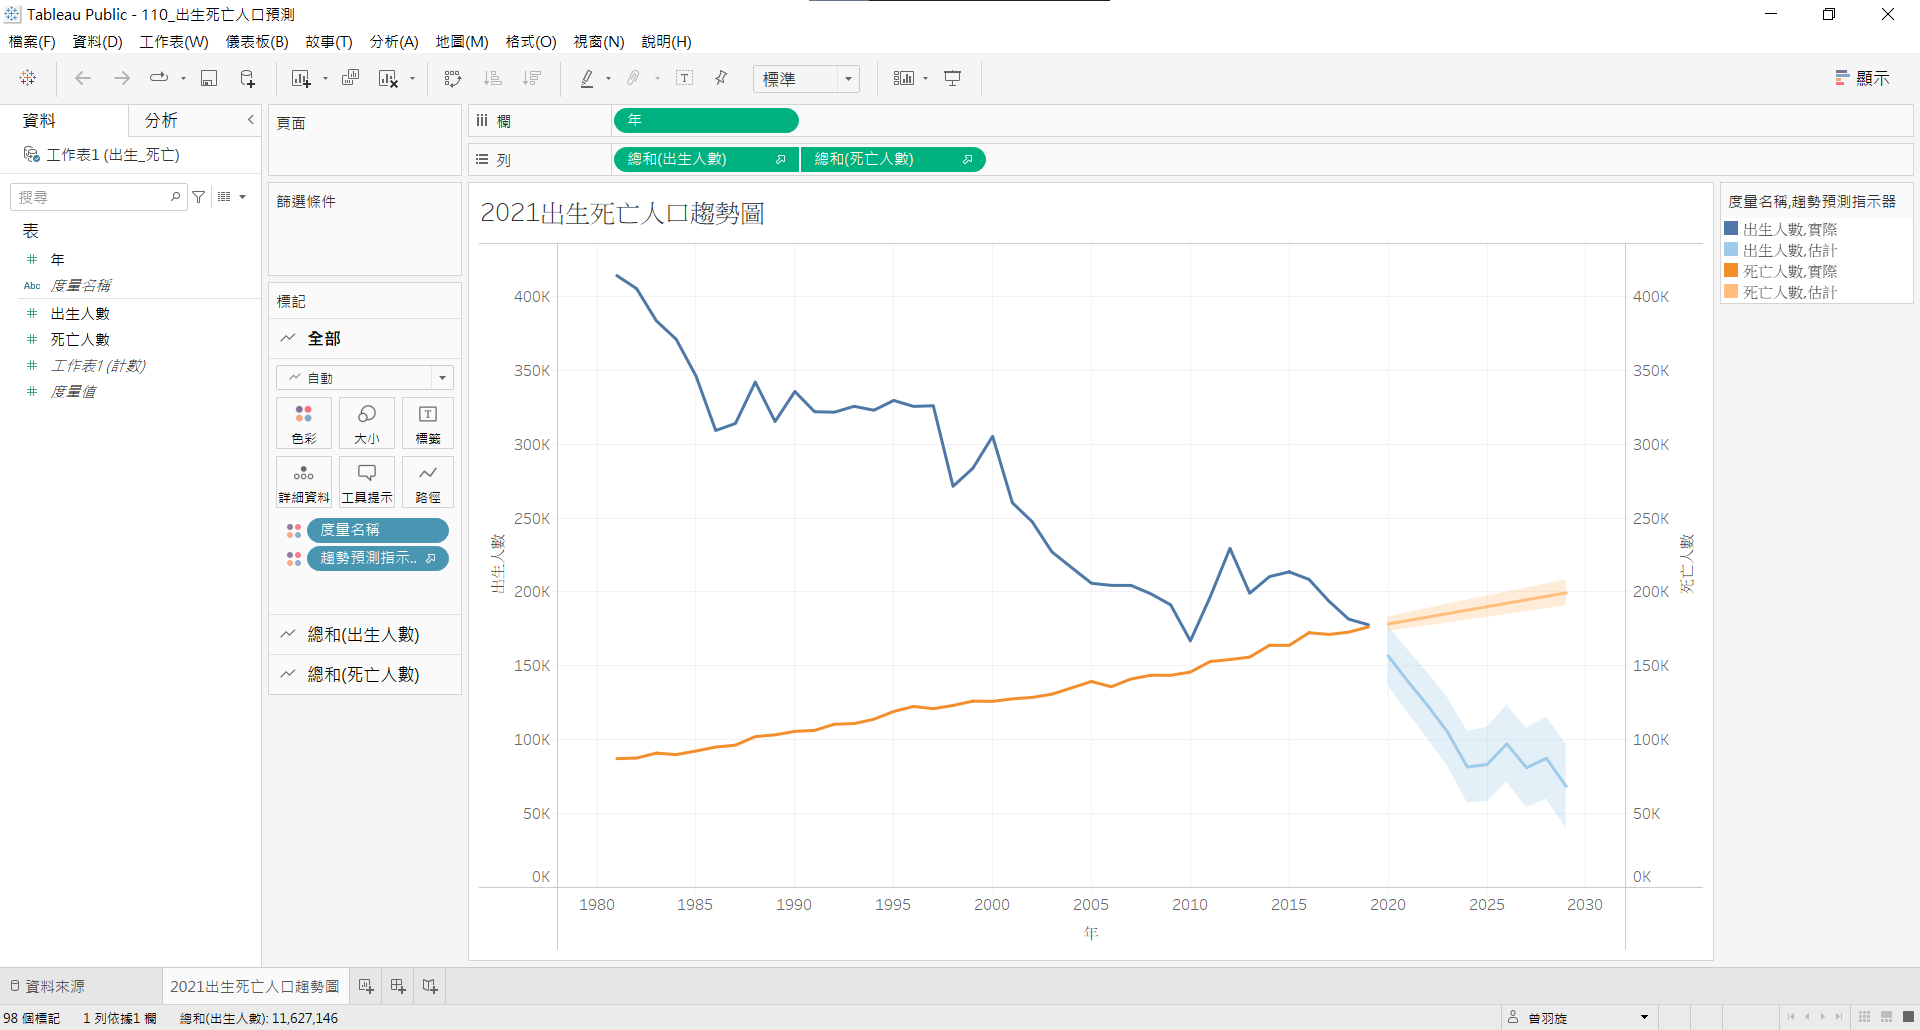 Tableau Public - 110_出生死亡人口預測
檔案(F) 資料(D) 工作表(W) 儀表板(B) 故事(T) 分析(A) 地圖(M) 格式(O) 視窗(N) 說明(H)
標準
顯示
資料 分析
工作表1 (出生_死亡)
搜尋
表
年
Abc 度量名稱
出生人數
死亡人數
工作表1 (計數)
度量值
頁面
篩選條件
標記
全部
自動
色彩 大小 標籤
詳細資料 工具提示 路徑
度量名稱
趨勢預測指示..
總和(出生人數)
總和(死亡人數)
欄 年
列 總和(出生人數) 總和(死亡人數)
2021出生死亡人口趨勢圖
出生人數
400K
350K
300K
250K
200K
150K
100K
50K
0K
死亡人數
400K
350K
300K
250K
200K
150K
100K
50K
0K
1980 1985 1990 1995 2000 2005 2010 2015 2020 2025 2030
年
度量名稱,趨勢預測指示器
出生人數,實際
出生人數,估計
死亡人數,實際
死亡人數,估計
資料來源 2021出生死亡人口趨勢圖
98 個標記 1 列依據1 欄 總和(出生人數): 11,627,146
曾羽旋